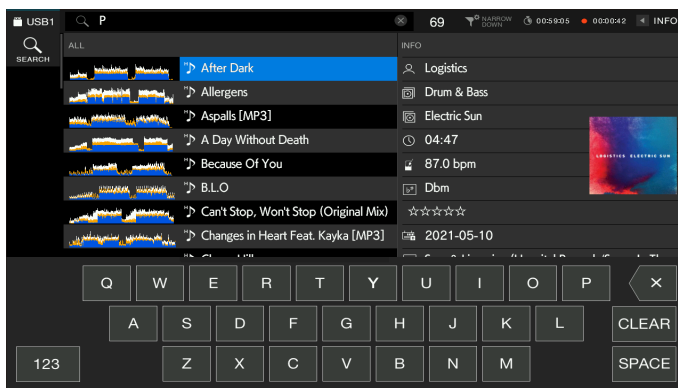 USB1
P
69
NARROW DOWN
00:59:05
00:00:42
INFO
SEARCH
ALL
INFO
After Dark
Logistics
Allergens
Drum & Bass
Aspalls [MP3]
Electric Sun
A Day Without Death
04:47
LOGISTICS ELECTRIC SUN
Because Of You
87.0 bpm
B.L.O
Dbm
Can't Stop, Won't Stop (Original Mix)
☆☆☆☆☆
Changes in Heart Feat. Kayka [MP3]
2021-05-10
Q W E R T Y U I O P
A S D F G H J K L CLEAR
123 Z X C V B N M SPACE